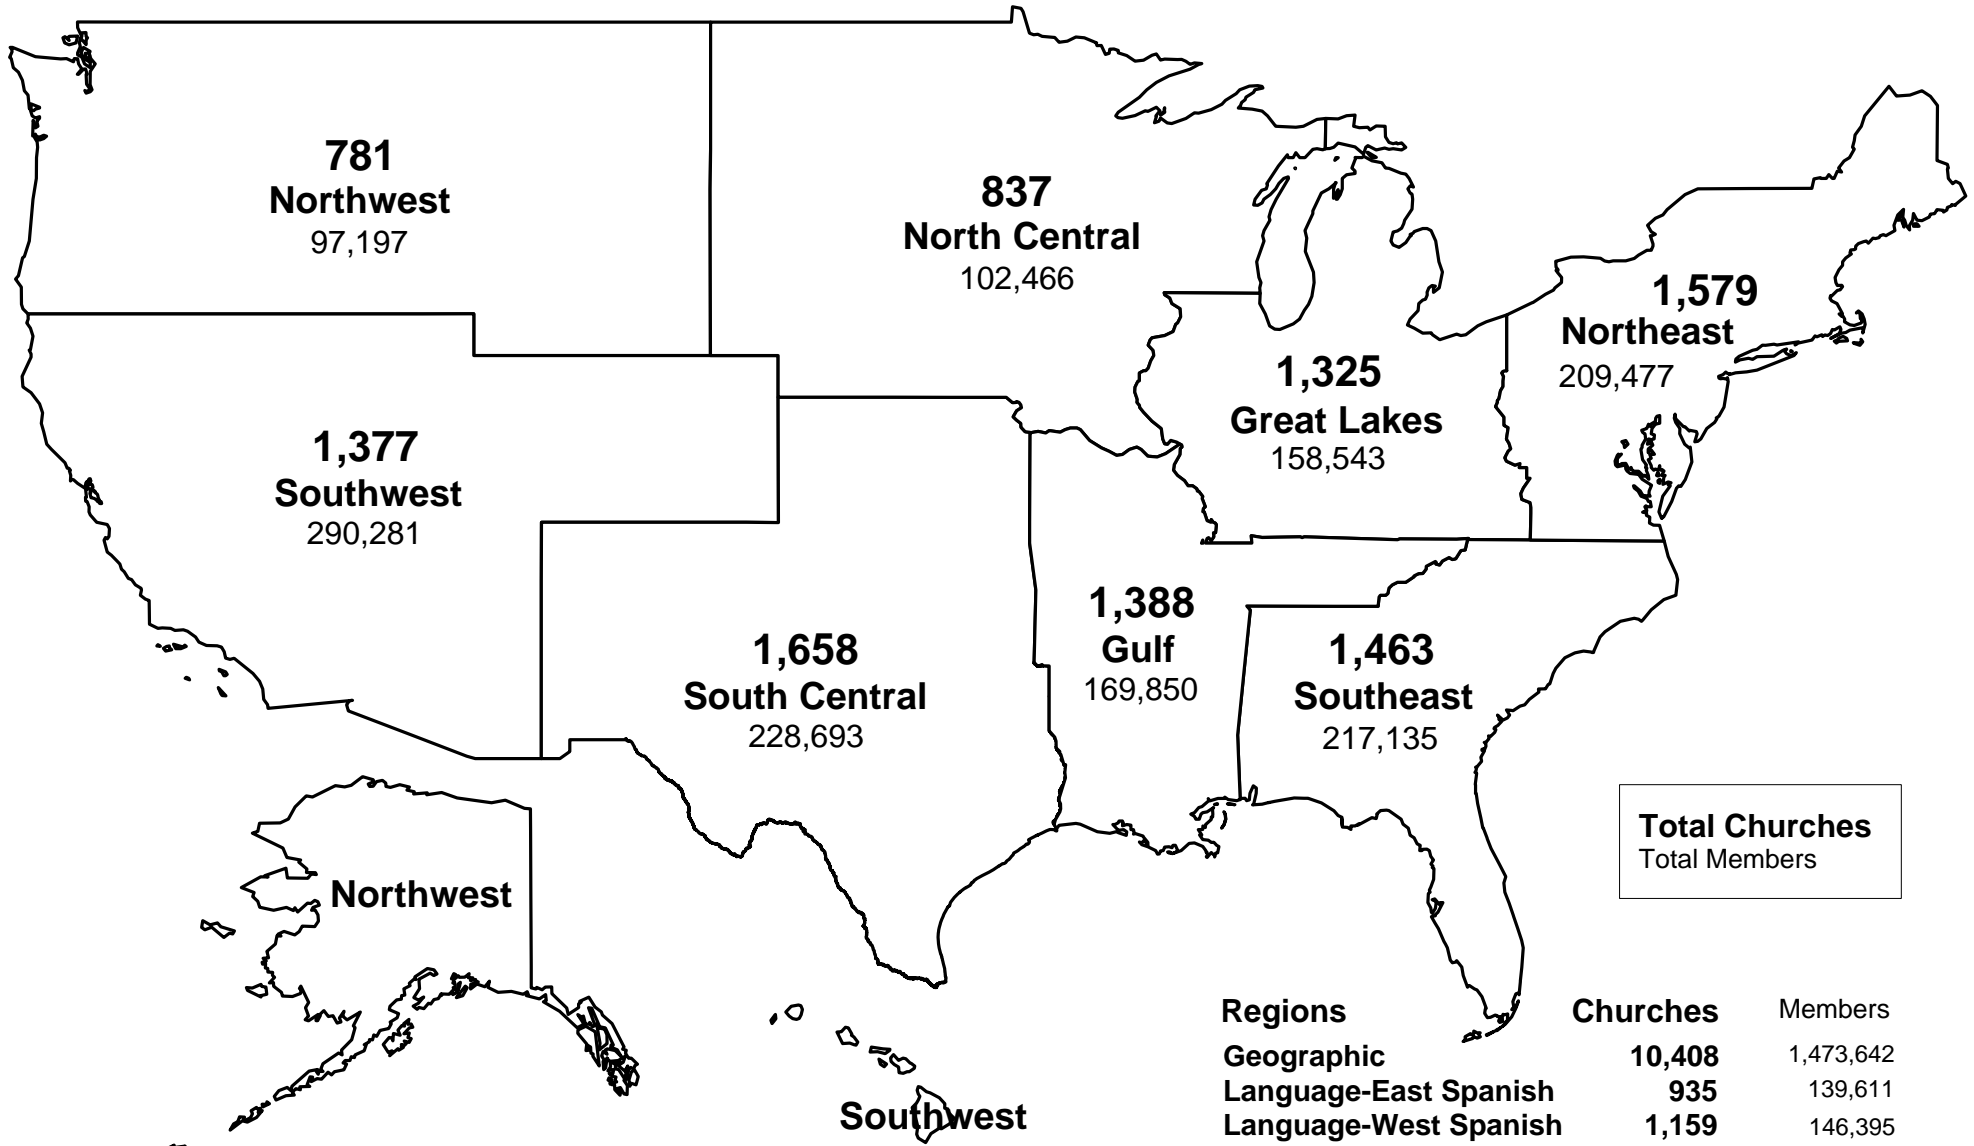 781
Northwest
97,197
837
North Central
102,466
1,579
Northeast
209,477
1,325
Great Lakes
158,543
1,377
Southwest
290,281
1,388
Gulf
169,850
1,463
Southeast
217,135
1,658
South Central
228,693
Total Churches
Total Members
Northwest
Southwest
Regions Churches Members
Geographic 10,408 1,473,642
Language-East Spanish 935 139,611
Language-West Spanish 1,159 146,395